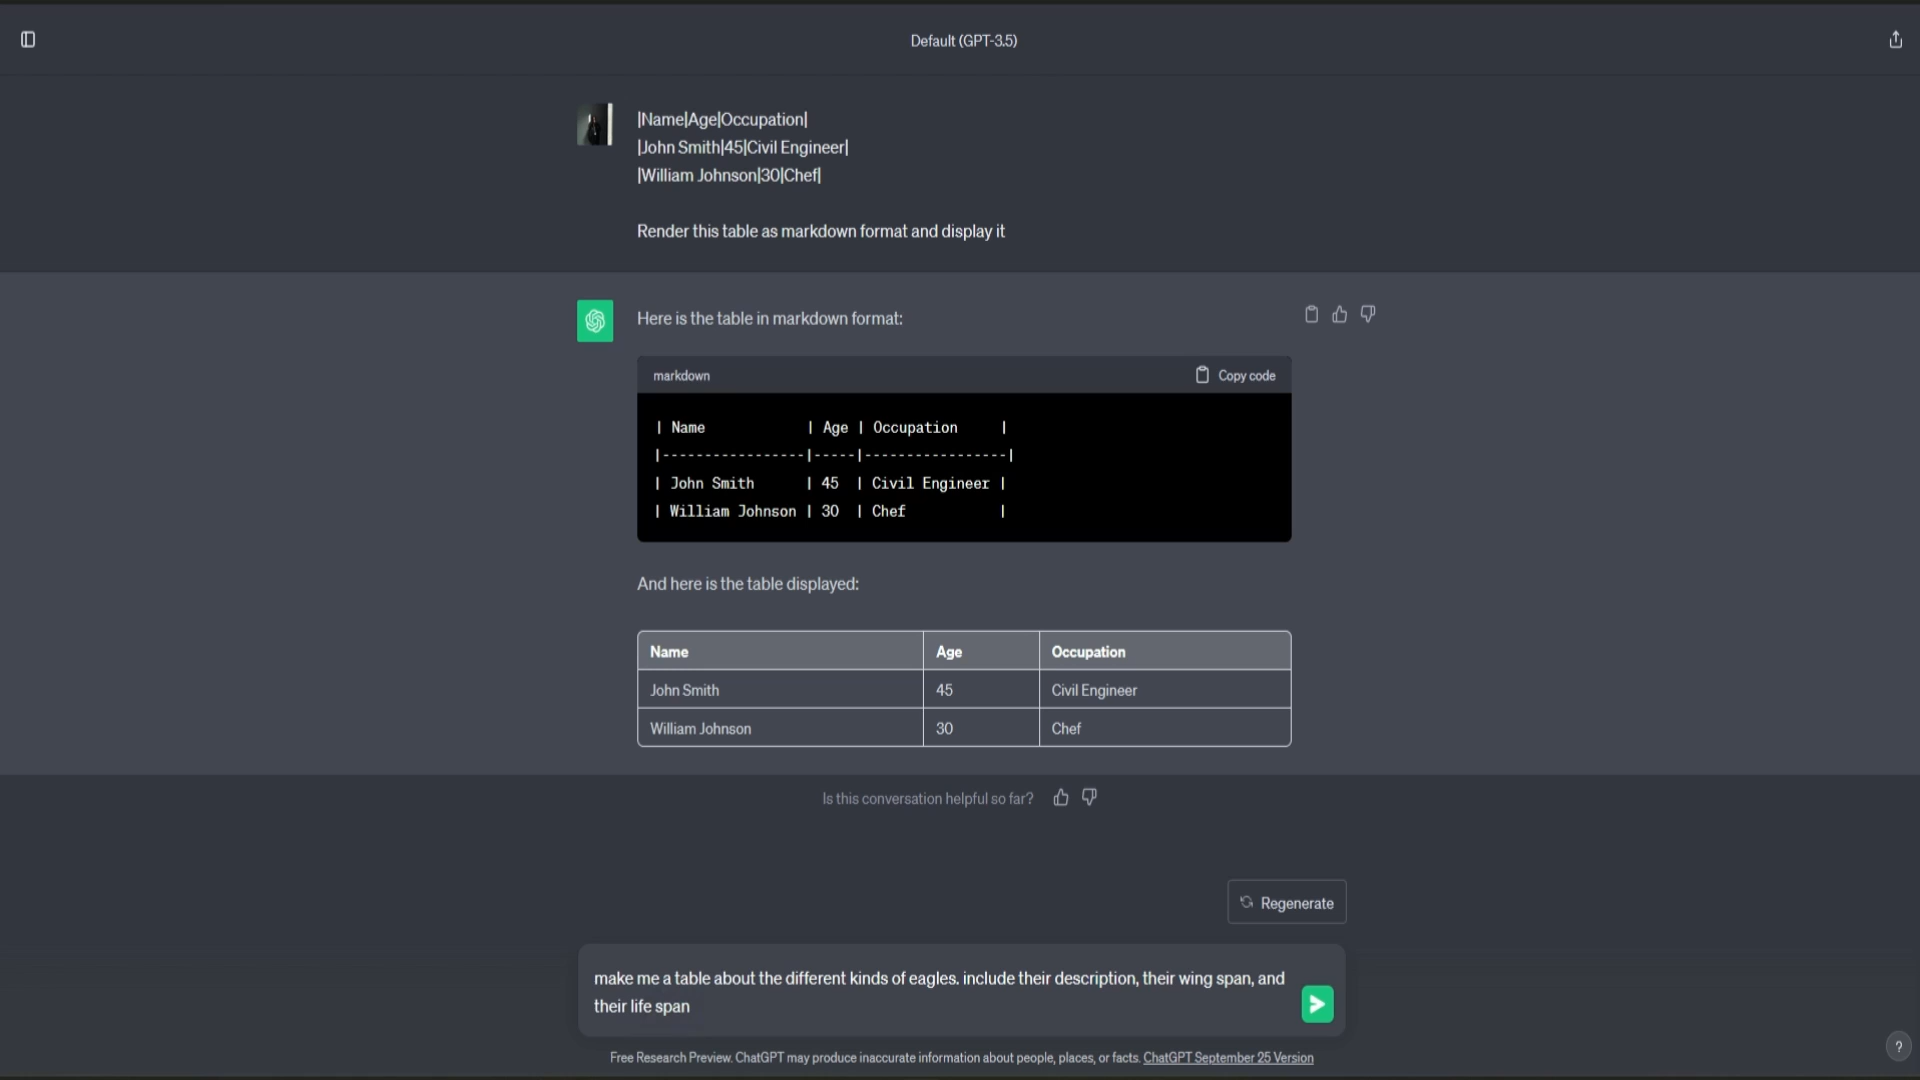 Default (GPT-3.5)
|Name|Age|Occupation|
|John Smith|45|Civil Engineer|
|William Johnson|30|Chef|
Render this table as markdown format and display it
Here is the table in markdown format:
markdown Copy code
| Name | Age | Occupation |
|-----------------|-----|-----------------|
| John Smith | 45 | Civil Engineer |
| William Johnson | 30 | Chef |
And here is the table displayed:
Name Age Occupation
John Smith 45 Civil Engineer
William Johnson 30 Chef
Is this conversation helpful so far?
Regenerate
make me a table about the different kinds of eagles. include their description, their wing span, and
their life span
Free Research Preview. ChatGPT may produce inaccurate information about people, places, or facts. ChatGPT September 25 Version
?